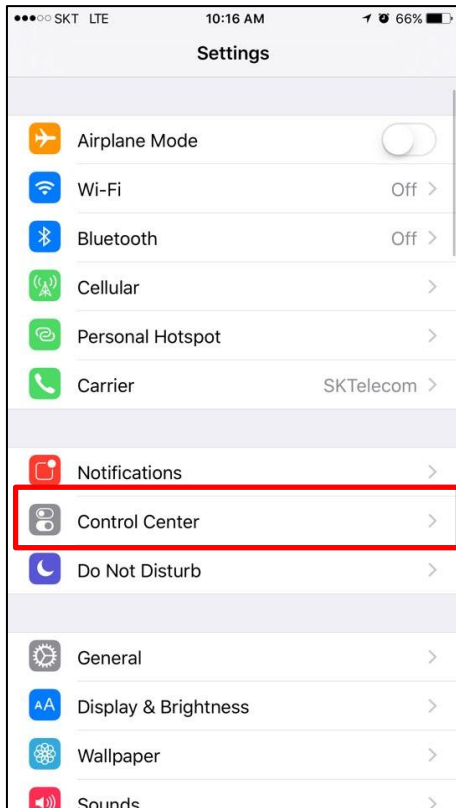 SKT LTE 10:16 AM 66%
Settings
Airplane Mode
Wi-Fi Off
Bluetooth Off
Cellular
Personal Hotspot
Carrier SKTelecom
Notifications
Control Center
Do Not Disturb
General
AA Display & Brightness
Wallpaper
Sounds